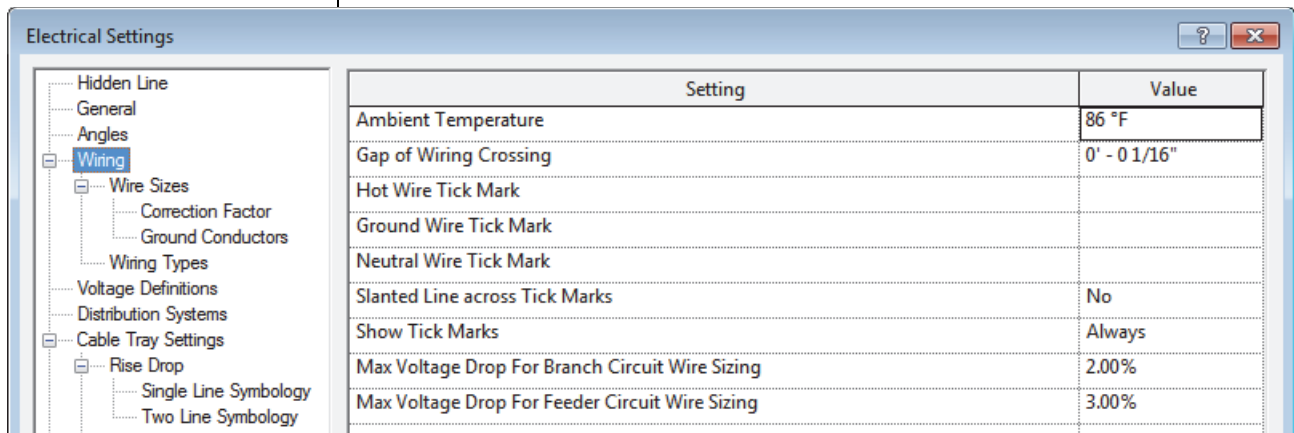 Electrical Settings
Hidden Line
General
Angles
Wiring
Wire Sizes
Correction Factor
Ground Conductors
Wiring Types
Voltage Definitions
Distribution Systems
Cable Tray Settings
Rise Drop
Single Line Symbology
Two Line Symbology
Setting Value
Ambient Temperature 86 °F
Gap of Wiring Crossing 0' - 0 1/16"
Hot Wire Tick Mark
Ground Wire Tick Mark
Neutral Wire Tick Mark
Slanted Line across Tick Marks No
Show Tick Marks Always
Max Voltage Drop For Branch Circuit Wire Sizing 2.00%
Max Voltage Drop For Feeder Circuit Wire Sizing 3.00%